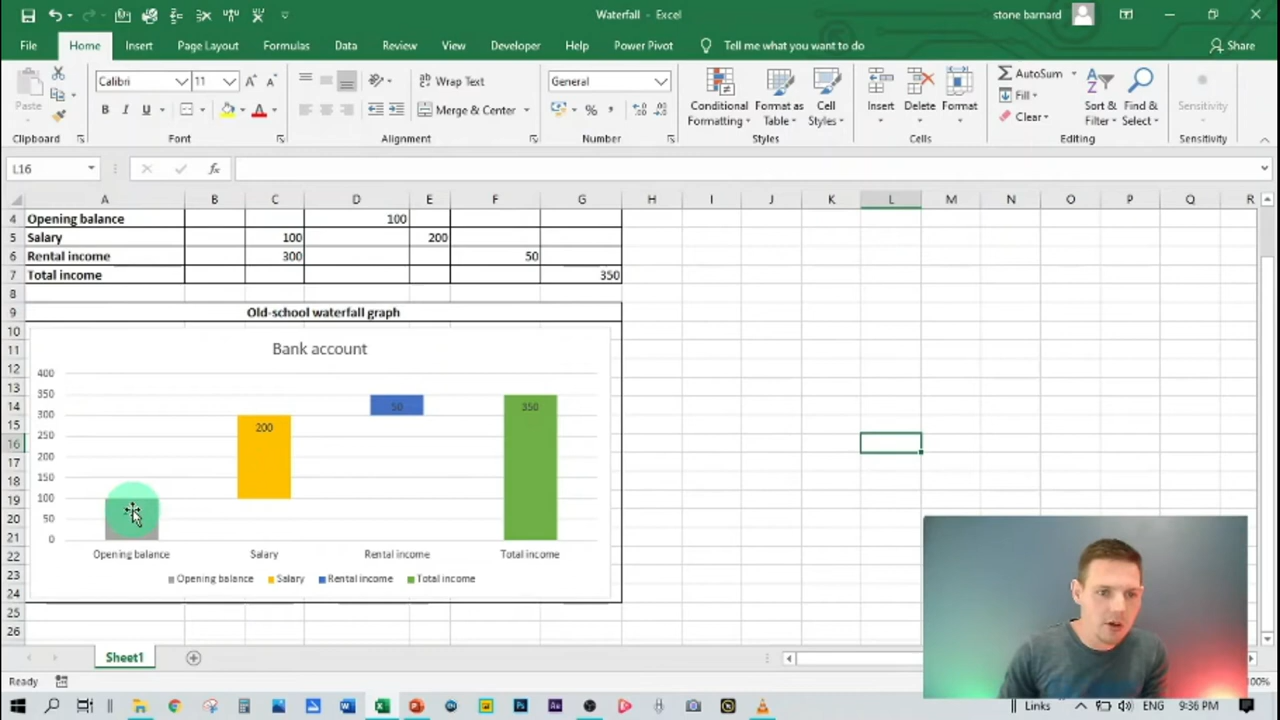 Waterfall - Excel
stone barnard
File Home Insert Page Layout Formulas Data Review View Developer Help Power Pivot Tell me what you want to do Share
Paste
Calibri 11
Wrap Text
General
Conditional Formatting
Format as Table
Cell Styles
Insert
Delete
Format
AutoSum
Fill
Clear
Sort & Filter
Find & Select
Sensitivity
B I U
Merge & Center
Clipboard Font Alignment Number Styles Cells Editing Sensitivity
L16 fx
A B C D E F G H I J K L M N O P Q R
4 Opening balance 100
5 Salary 100 200
6 Rental income 300 50
7 Total income 350
8
9 Old-school waterfall graph
10
11
12
13
14
15
16
17
18
19
20
21
22
23
24
25
26
Bank account
400
350
300
250
200
150
100
50
0
200
50
350
Opening balance Salary Rental income Total income
Opening balance Salary Rental income Total income
Sheet1
Ready
100%
Links ENG 9:36 PM